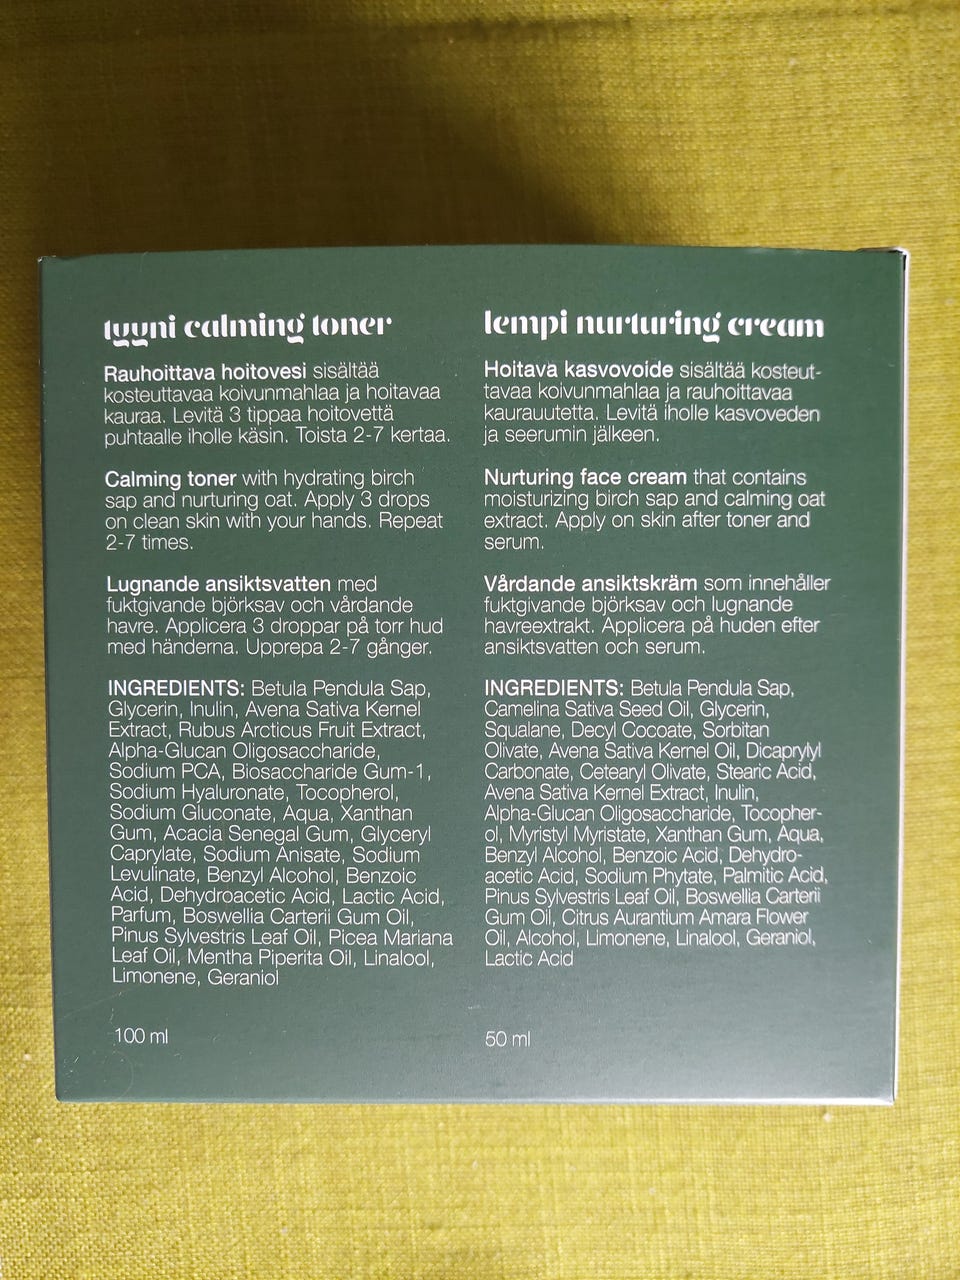 tyyni calming toner
Rauhoittava hoitovesi sisältää
kosteuttavaa koivunmahlaa ja hoitavaa
kauraa. Levitä 3 tippaa hoitovettä
puhtaalle iholle käsin. Toista 2-7 kertaa.
Calming toner with hydrating birch
sap and nurturing oat. Apply 3 drops
on clean skin with your hands. Repeat
2-7 times.
Lugnande ansiktsvatten med
fuktgivande björksav och vårdande
havre. Applicera 3 droppar på torr hud
med händerna. Upprepa 2-7 gånger.
INGREDIENTS: Betula Pendula Sap,
Glycerin, Inulin, Avena Sativa Kernel
Extract, Rubus Arcticus Fruit Extract,
Alpha-Glucan Oligosaccharide,
Sodium PCA, Biosaccharide Gum-1,
Sodium Hyaluronate, Tocopherol,
Sodium Gluconate, Aqua, Xanthan
Gum, Acacia Senegal Gum, Glyceryl
Caprylate, Sodium Anisate, Sodium
Levulinate, Benzyl Alcohol, Benzoic
Acid, Dehydroacetic Acid, Lactic Acid,
Parfum, Boswellia Carterii Gum Oil,
Pinus Sylvestris Leaf Oil, Picea Mariana
Leaf Oil, Mentha Piperita Oil, Linalool,
Limonene, Geraniol
100 ml
lempi nurturing cream
Hoitava kasvovoide sisältää kosteut-
tavaa koivunmahlaa ja rauhoittavaa
kaurauutetta. Levitä iholle kasvoveden
ja seerumin jälkeen.
Nurturing face cream that contains
moisturizing birch sap and calming oat
extract. Apply on skin after toner and
serum.
Vårdande ansiktskräm som innehåller
fuktgivande björksav och lugnande
havreextrakt. Applicera på huden efter
ansiktsvatten och serum.
INGREDIENTS: Betula Pendula Sap,
Camelina Sativa Seed Oil, Glycerin,
Squalane, Decyl Cocoate, Sorbitan
Olivate, Avena Sativa Kernel Oil, Dicaprylyl
Carbonate, Cetearyl Olivate, Stearic Acid,
Avena Sativa Kernel Extract, Inulin,
Alpha-Glucan Oligosaccharide, Tocopher-
ol, Myristyl Myristate, Xanthan Gum, Aqua,
Benzyl Alcohol, Benzoic Acid, Dehydro-
acetic Acid, Sodium Phytate, Palmitic Acid,
Pinus Sylvestris Leaf Oil, Boswellia Carterii
Gum Oil, Citrus Aurantium Amara Flower
Oil, Alcohol, Limonene, Linalool, Geraniol,
Lactic Acid
50 ml